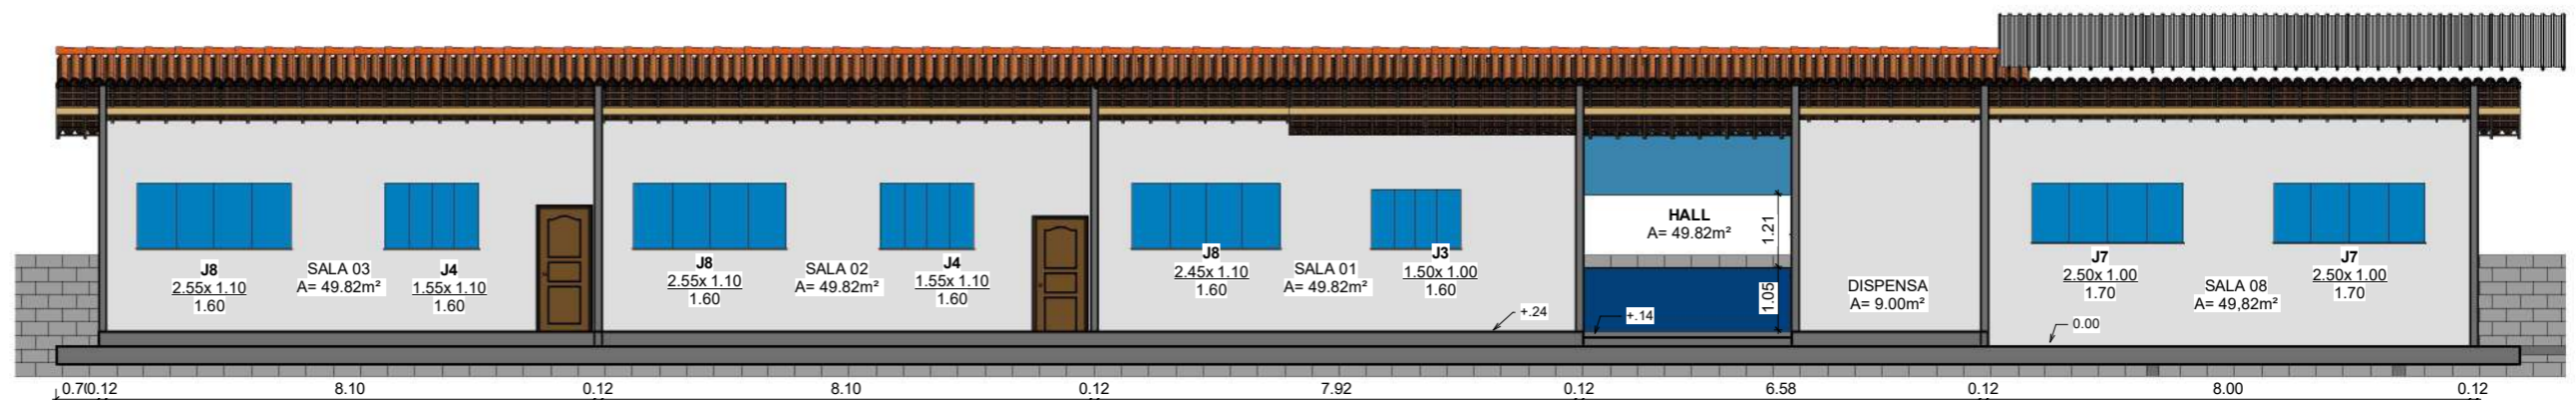 J8
2.55x 1.10
1.60
SALA 03
A= 49.82m²
J4
1.55x 1.10
1.60
J8
2.55x 1.10
1.60
SALA 02
A= 49.82m²
J4
1.55x 1.10
1.60
J8
2.45x 1.10
1.60
SALA 01
A= 49.82m²
J3
1.50x 1.00
1.60
+.24
HALL
A= 49.82m²
1.21
1.05
+.14
DISPENSA
A= 9.00m²
0.00
J7
2.50x 1.00
1.70
SALA 08
A= 49,82m²
J7
2.50x 1.00
1.70
0.70 0.12 8.10 0.12 8.10 0.12 7.92 0.12 6.58 0.12 8.00 0.12